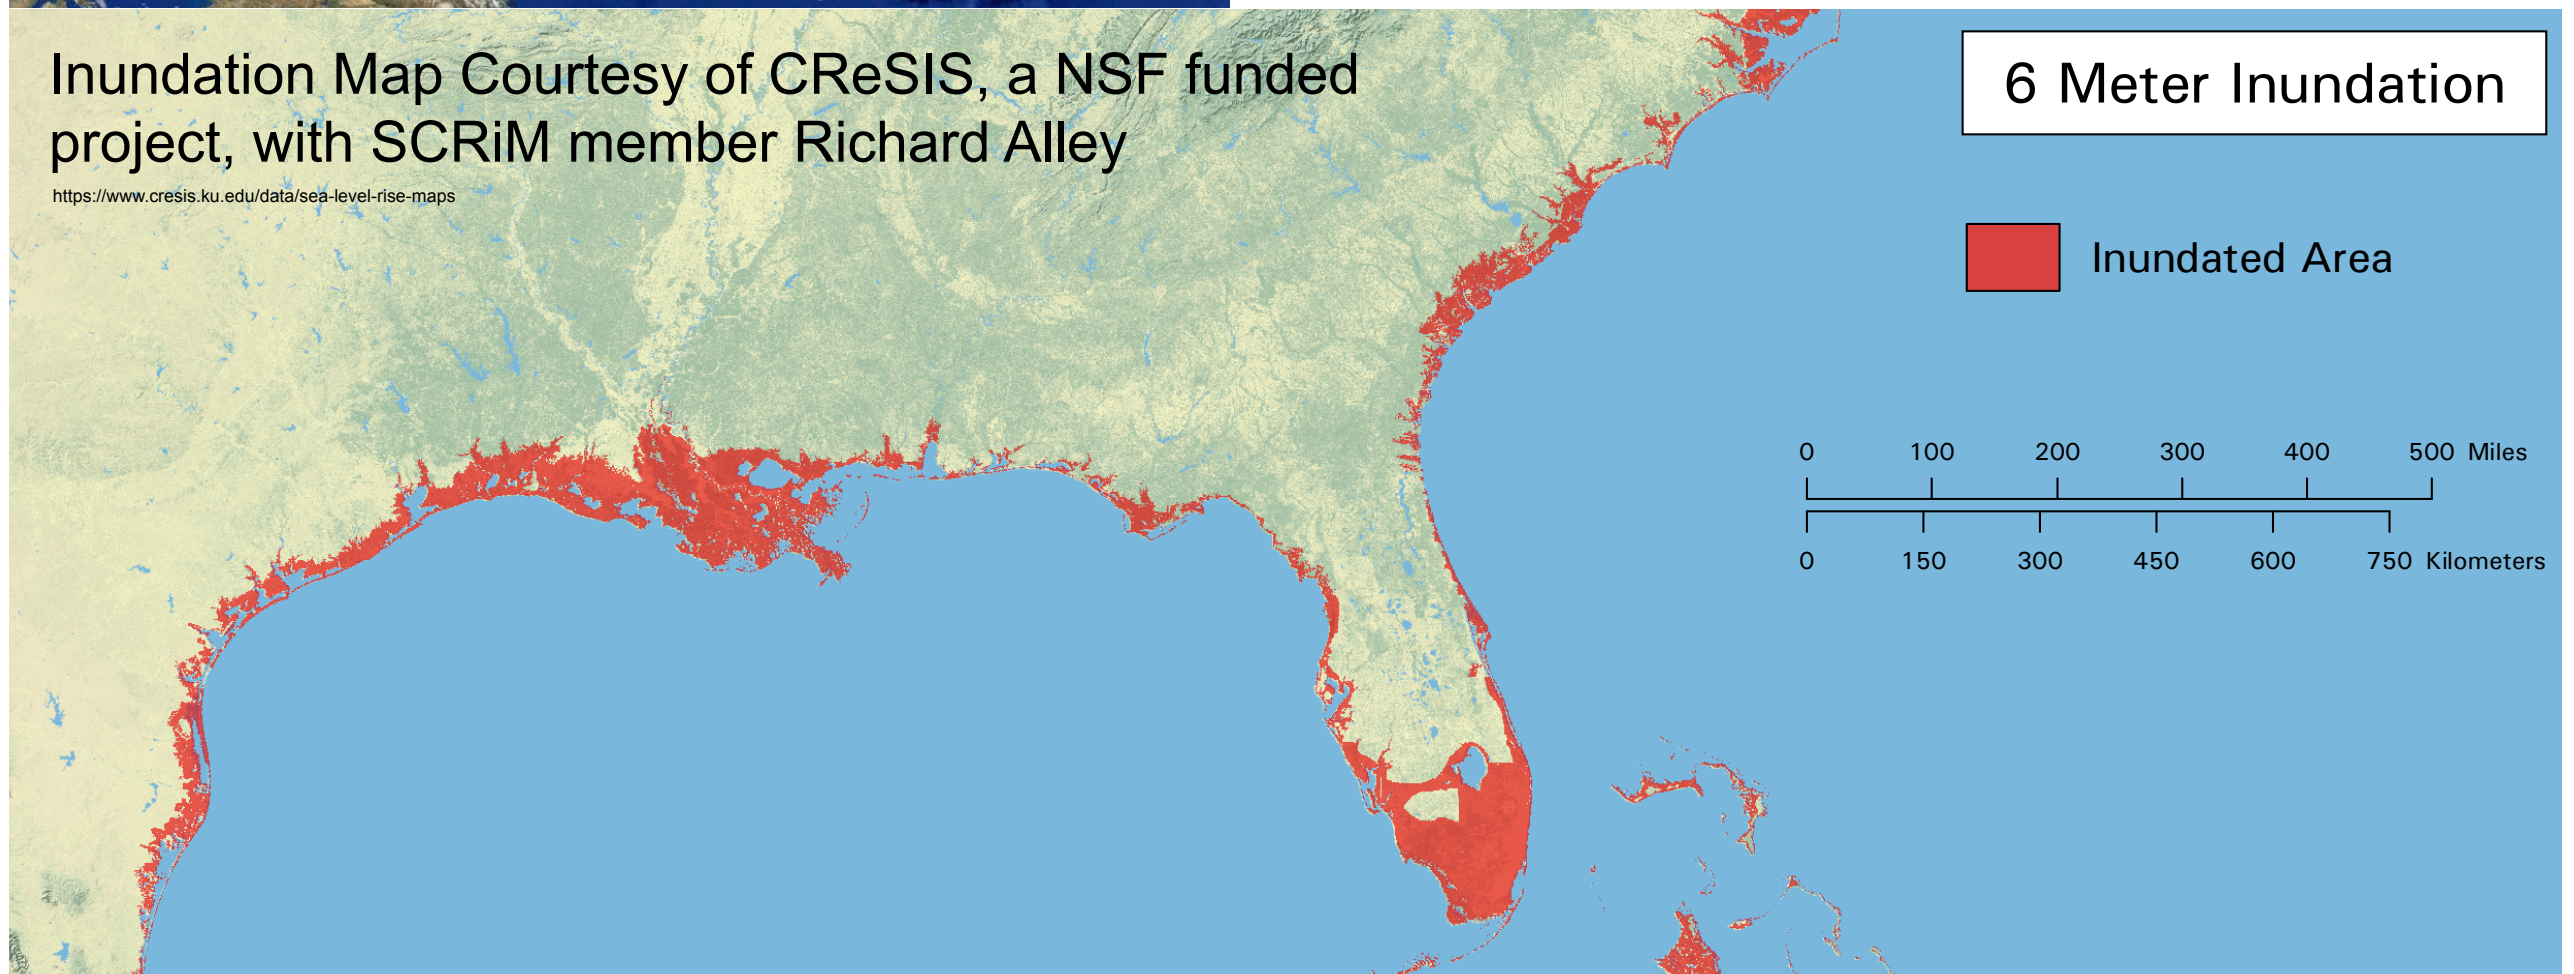 Inundation Map Courtesy of CReSIS, a NSF funded
project, with SCRiM member Richard Alley
https://www.cresis.ku.edu/data/sea-level-rise-maps
6 Meter Inundation
Inundated Area
0 100 200 300 400 500 Miles
0 150 300 450 600 750 Kilometers